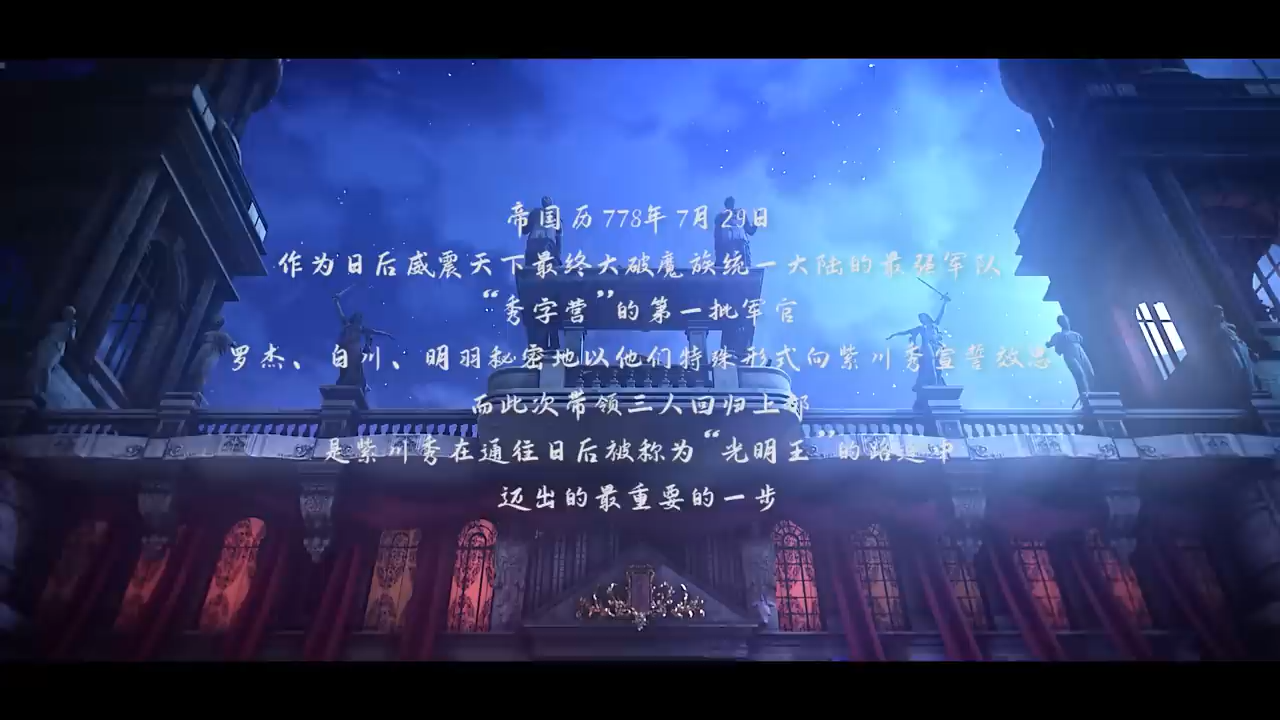 帝国历778年7月29日
作为日后威震天下最终大破魔族统一大陆的最强军队
“秀字营”的第一批军官
罗杰、白川、明羽秘密地以他们特殊形式向紫川秀宣誓效忠
而此次带领三人回归上都
是紫川秀在通往日后被称为“光明王”的路途中
迈出的最重要的一步